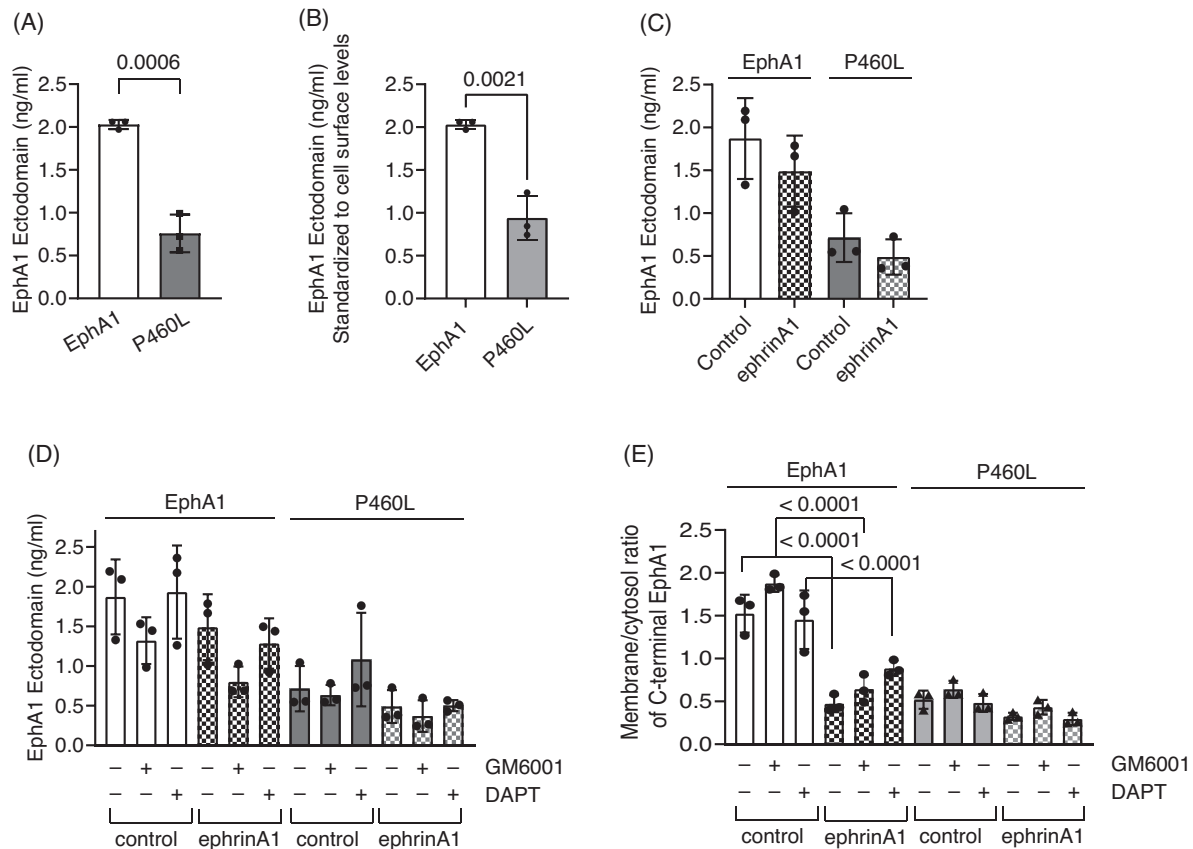 (A)
0.0006
EphA1 Ectodomain (ng/ml)
2.5
2.0
1.5
1.0
0.5
0.0
EphA1
P460L
(B)
0.0021
EphA1 Ectodomain (ng/ml)
Standardized to cell surface levels
2.5
2.0
1.5
1.0
0.5
0.0
EphA1
P460L
(C)
EphA1
P460L
EphA1 Ectodomain (ng/ml)
2.5
2.0
1.5
1.0
0.5
0.0
Control
ephrinA1
Control
ephrinA1
(D)
EphA1
P460L
EphA1 Ectodomain (ng/ml)
2.5
2.0
1.5
1.0
0.5
0.0
− + − − + − − + − − + − GM6001
− − + − − + − − + − − + DAPT
control ephrinA1 control ephrinA1
(E)
EphA1
P460L
< 0.0001
< 0.0001
< 0.0001
Membrane/cytosol ratio
of C-terminal EphA1
2.5
2.0
1.5
1.0
0.5
0.0
− + − − + − − + − − + − GM6001
− − + − − + − − + − − + DAPT
control ephrinA1 control ephrinA1